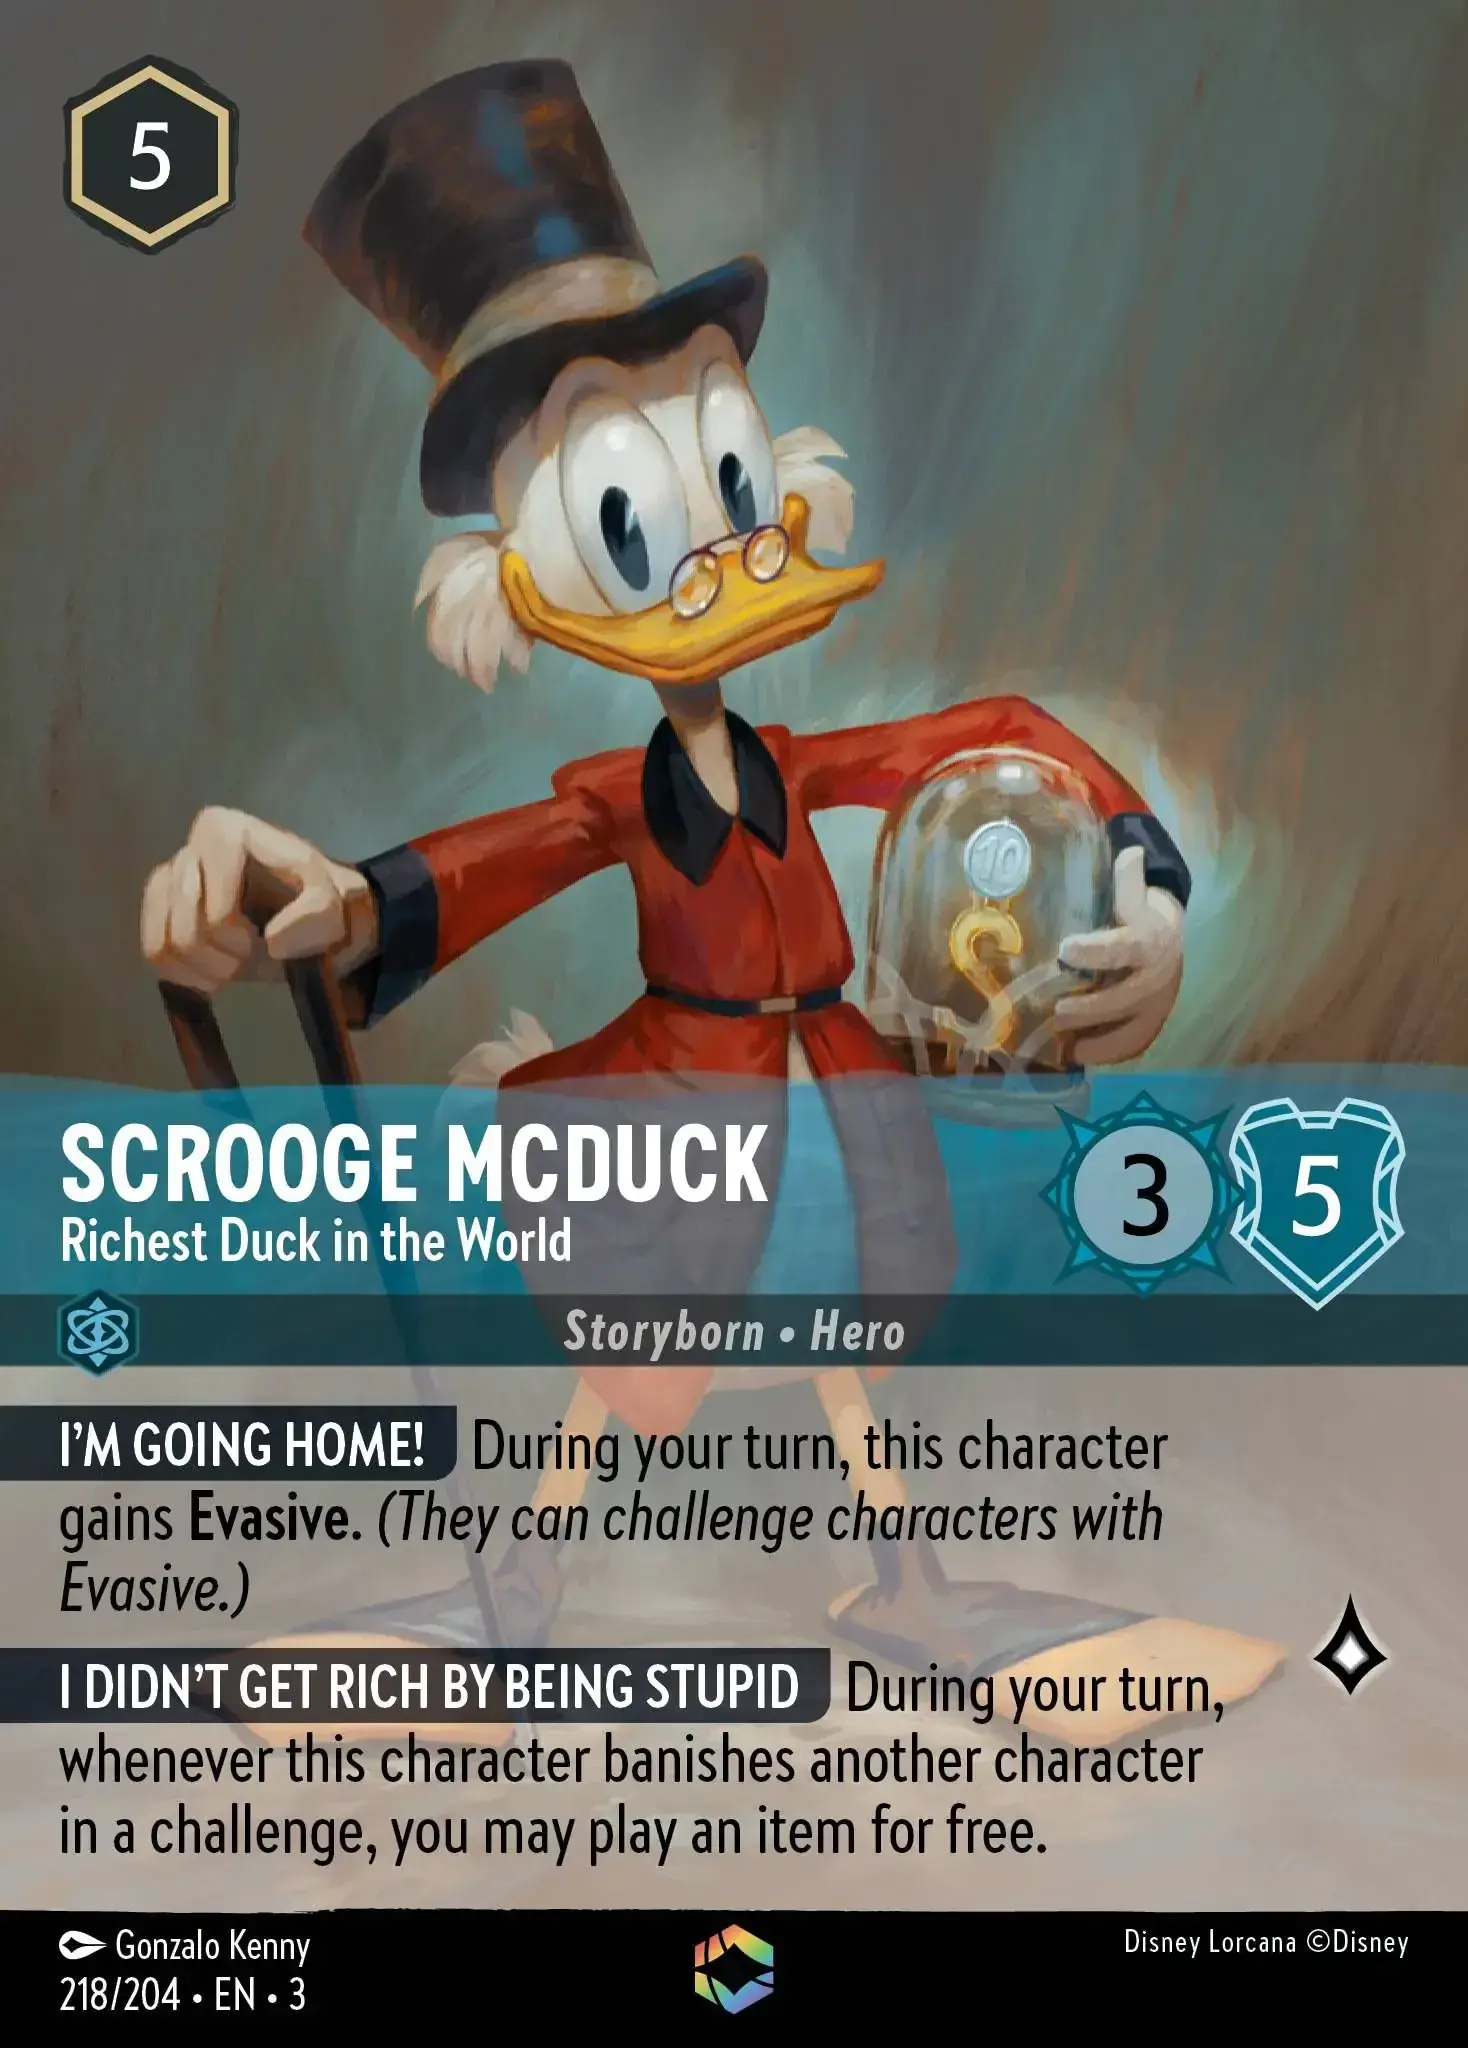 5
10
SCROOGE MCDUCK
Richest Duck in the World
3
5
Storyborn • Hero
I'M GOING HOME! During your turn, this character
gains Evasive. (They can challenge characters with
Evasive.)
I DIDN'T GET RICH BY BEING STUPID During your turn,
whenever this character banishes another character
in a challenge, you may play an item for free.
Gonzalo Kenny
218/204 • EN • 3
Disney Lorcana ©Disney